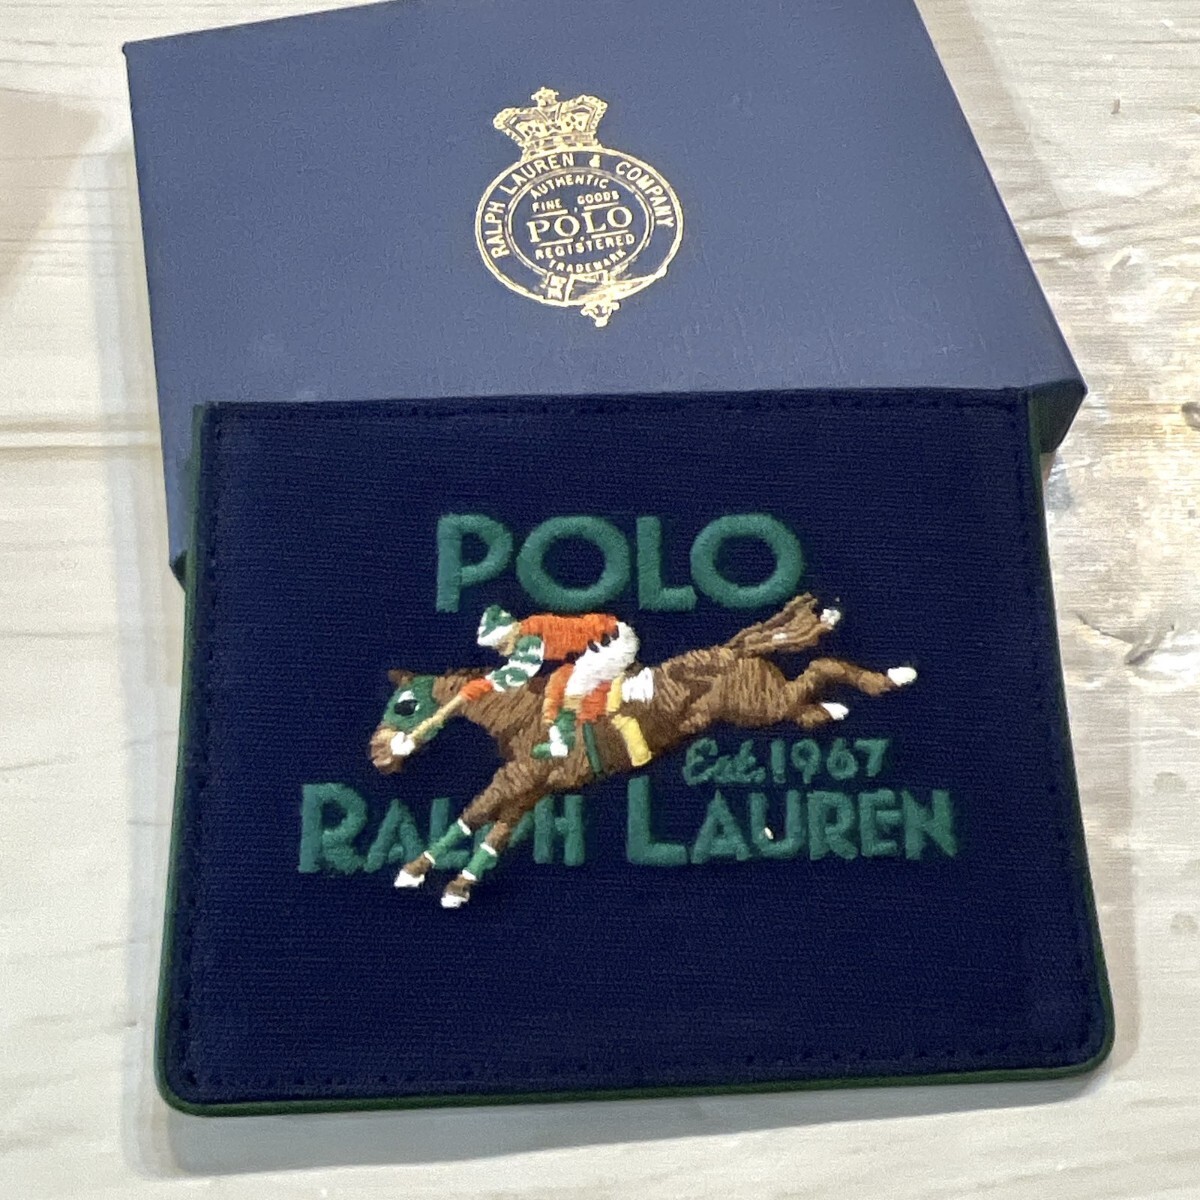 RALPH LAUREN & COMPANY
AUTHENTIC
FINE GOODS
POLO
REGISTERED
TRADEMARK
POLO
Est. 1967
RALPH LAUREN